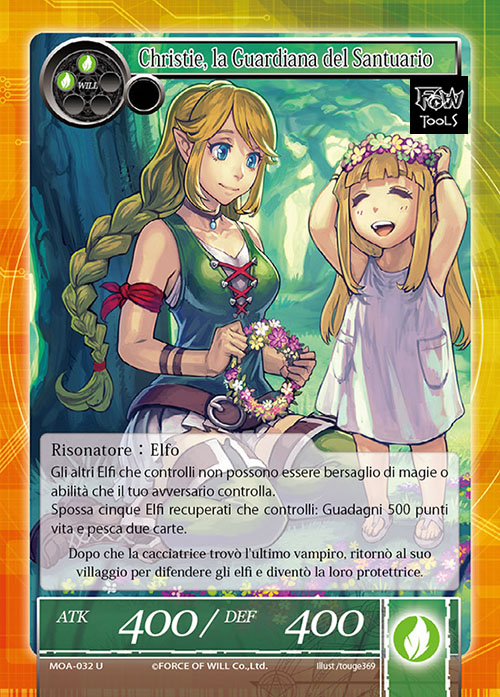 Christie, la Guardiana del Santuario
WILL
FOW
TOOLS
Risonatore : Elfo
Gli altri Elfi che controlli non possono essere bersaglio di magie o
abilità che il tuo avversario controlla.
Spossa cinque Elfi recuperati che controlli: Guadagni 500 punti
vita e pesca due carte.
Dopo che la cacciatrice trovò l'ultimo vampiro, ritornò al suo
villaggio per difendere gli elfi e diventò la loro protettrice.
ATK 400 / DEF 400
MOA-032 U ©FORCE OF WILL Co.,Ltd. Illust /touge369